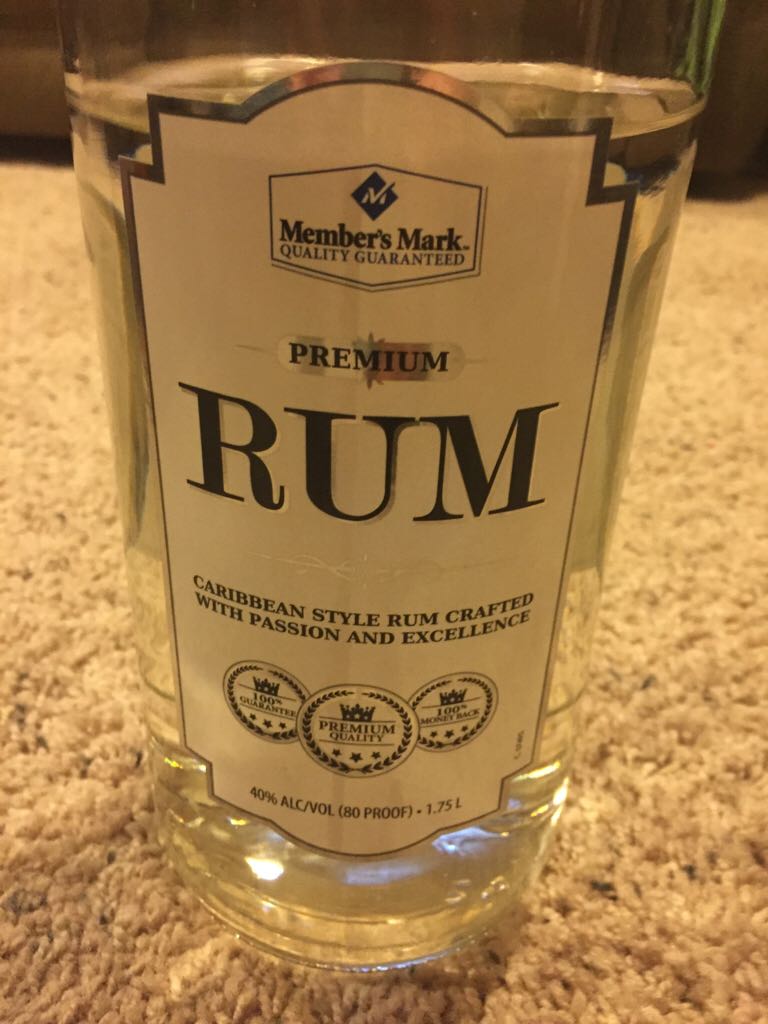 Member's Mark™
QUALITY GUARANTEED
PREMIUM
RUM
CARIBBEAN STYLE RUM CRAFTED
WITH PASSION AND EXCELLENCE
100%
GUARANTEE
PREMIUM
QUALITY
100%
MONEY BACK
40% ALC/VOL (80 PROOF) • 1.75 L